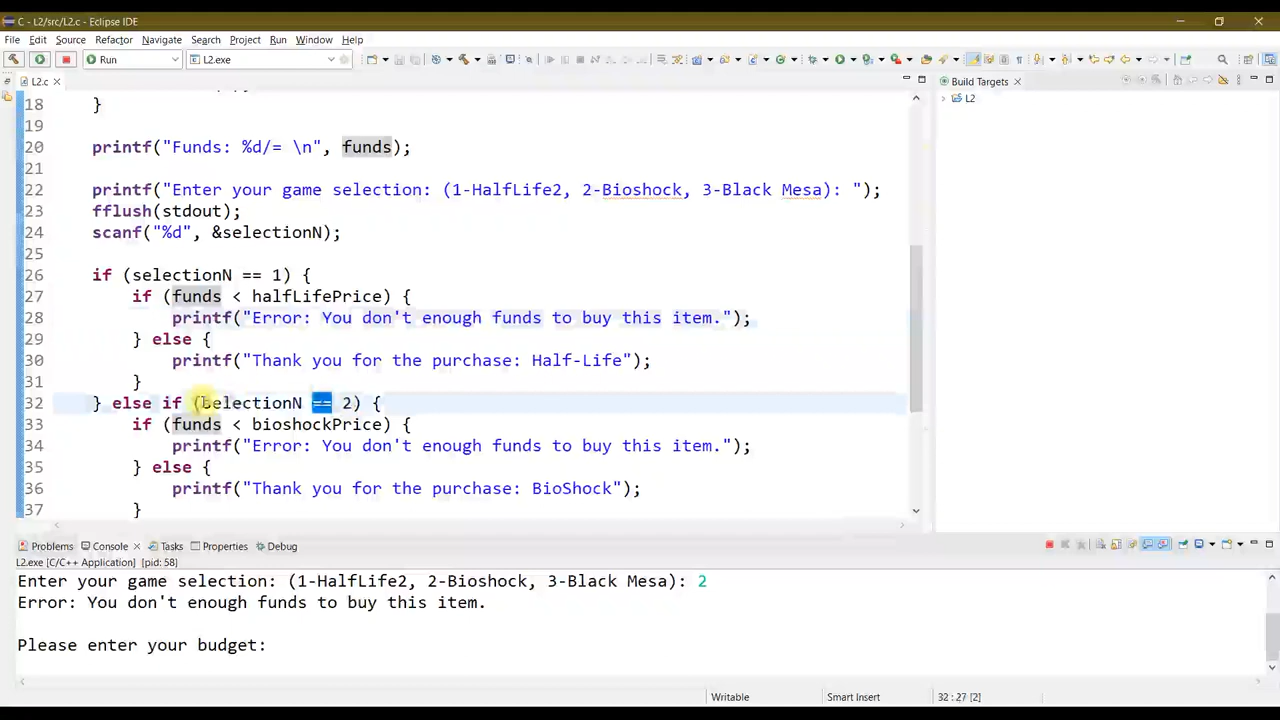 C - L2/src/L2.c - Eclipse IDE
File Edit Source Refactor Navigate Search Project Run Window Help
Run L2.exe
L2.c
Build Targets
L2
18 }
19
20 printf("Funds: %d/= \n", funds);
21
22 printf("Enter your game selection: (1-HalfLife2, 2-Bioshock, 3-Black Mesa): ");
23 fflush(stdout);
24 scanf("%d", &selectionN);
25
26 if (selectionN == 1) {
27 if (funds < halfLifePrice) {
28 printf("Error: You don't enough funds to buy this item.");
29 } else {
30 printf("Thank you for the purchase: Half-Life");
31 }
32 } else if (selectionN == 2) {
33 if (funds < bioshockPrice) {
34 printf("Error: You don't enough funds to buy this item.");
35 } else {
36 printf("Thank you for the purchase: BioShock");
37 }
Problems Console Tasks Properties Debug
L2.exe [C/C++ Application] [pid: 58]
Enter your game selection: (1-HalfLife2, 2-Bioshock, 3-Black Mesa): 2
Error: You don't enough funds to buy this item.
Please enter your budget:
Writable Smart Insert 32 : 27 [2]